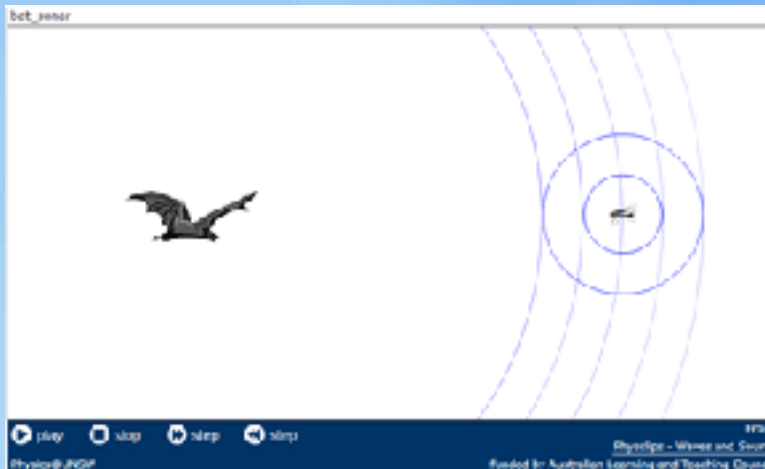 bat_sonar
play stop step step
Physclips - Waves and Sound
Physics@UNSW
Funded by: Australian Learning and Teaching Council